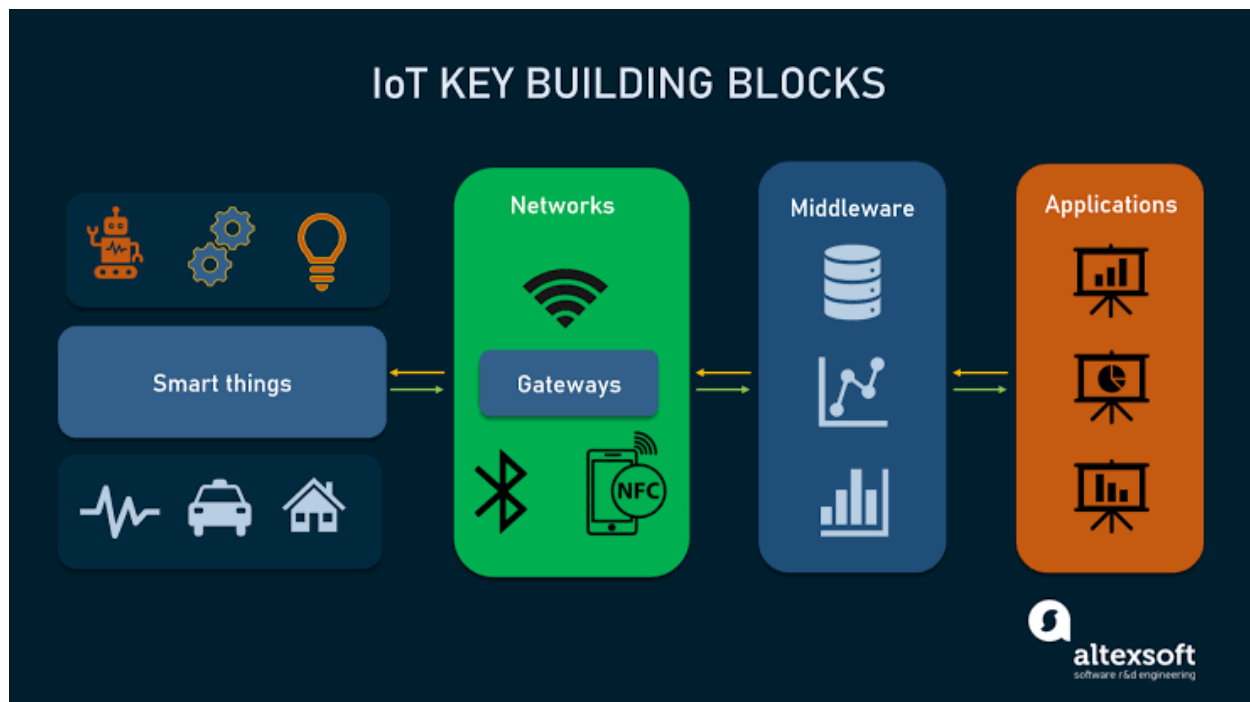 IoT KEY BUILDING BLOCKS
Smart things
Networks
Gateways
NFC
Middleware
Applications
altexsoft
software r&d engineering